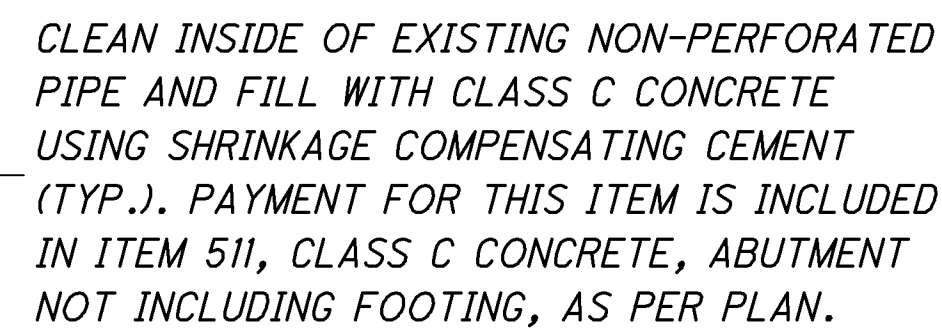 CLEAN INSIDE OF EXISTING NON-PERFORATED
PIPE AND FILL WITH CLASS C CONCRETE
USING SHRINKAGE COMPENSATING CEMENT
(TYP.). PAYMENT FOR THIS ITEM IS INCLUDED
IN ITEM 511, CLASS C CONCRETE, ABUTMENT
NOT INCLUDING FOOTING, AS PER PLAN.